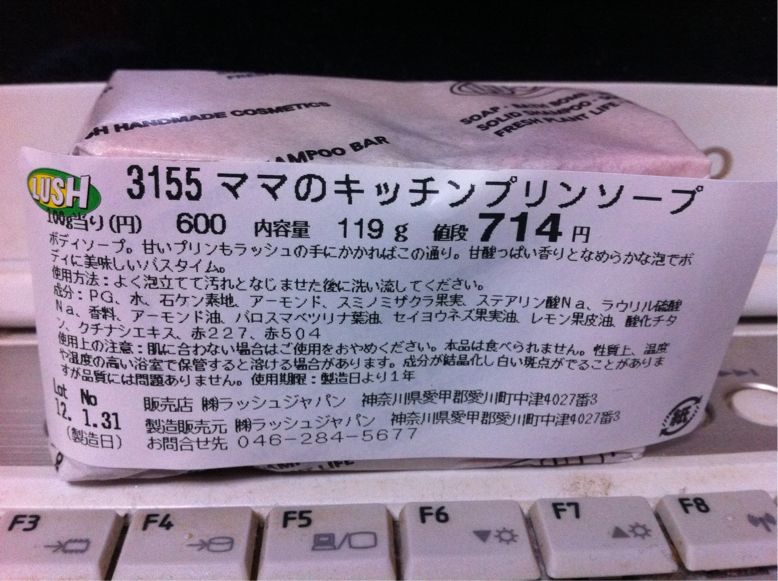 FRE
SH HANDMADE COSMETICS
AMPOO BAR
SOAP · BATH BOMB
SOLID SHAMPOO
FRESH PLANT LIFE
LUSH
3155 ママのキッチンプリンソープ
100g当り(円) 600 内容量 119g 値段 714円
ボディソープ。甘いプリンもラッシュの手にかかればこの通り。甘酸っぱい香りとなめらかな泡でボ
ディに美味しいバスタイム。
使用方法:よく泡立てて汚れとなじませた後に洗い流してください。
成分:PG、水、石ケン素地、アーモンド、スミノミザクラ果実、ステアリン酸Na、ラウリル硫酸
Na、香料、アーモンド油、バロスマベツリナ葉油、セイヨウネズ果実油、レモン果皮油、酸化チタ
ン、クチナシエキス、赤227、赤504
使用上の注意:肌に合わない場合はご使用をおやめください。本品は食べられません。性質上、温度
や湿度の高い浴室で保管すると溶ける場合があります。成分が結晶化し白い斑点がでることがありま
すが品質には問題ありません。使用期限:製造日より1年
Lot No
12.1.31
(製造日)
販売店 ㈱ラッシュジャパン 神奈川県愛甲郡愛川町中津4027番3
製造販売元 ㈱ラッシュジャパン 神奈川県愛甲郡愛川町中津4027番3
お問合せ先 046-284-5677
紙
LIFE
F3
F4
F5
F6
F7
F8